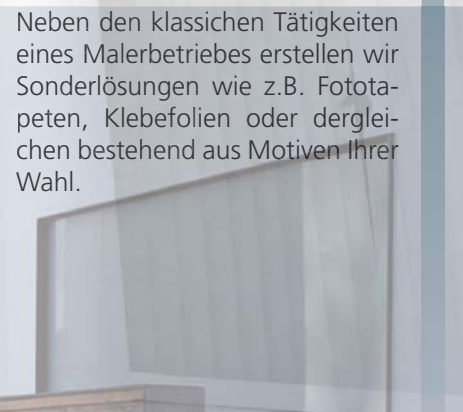 Neben den klassichen Tätigkeiten
eines Malerbetriebes erstellen wir
Sonderlösungen wie z.B. Fotota-
peten, Klebefolien oder derglei-
chen bestehend aus Motiven Ihrer
Wahl.